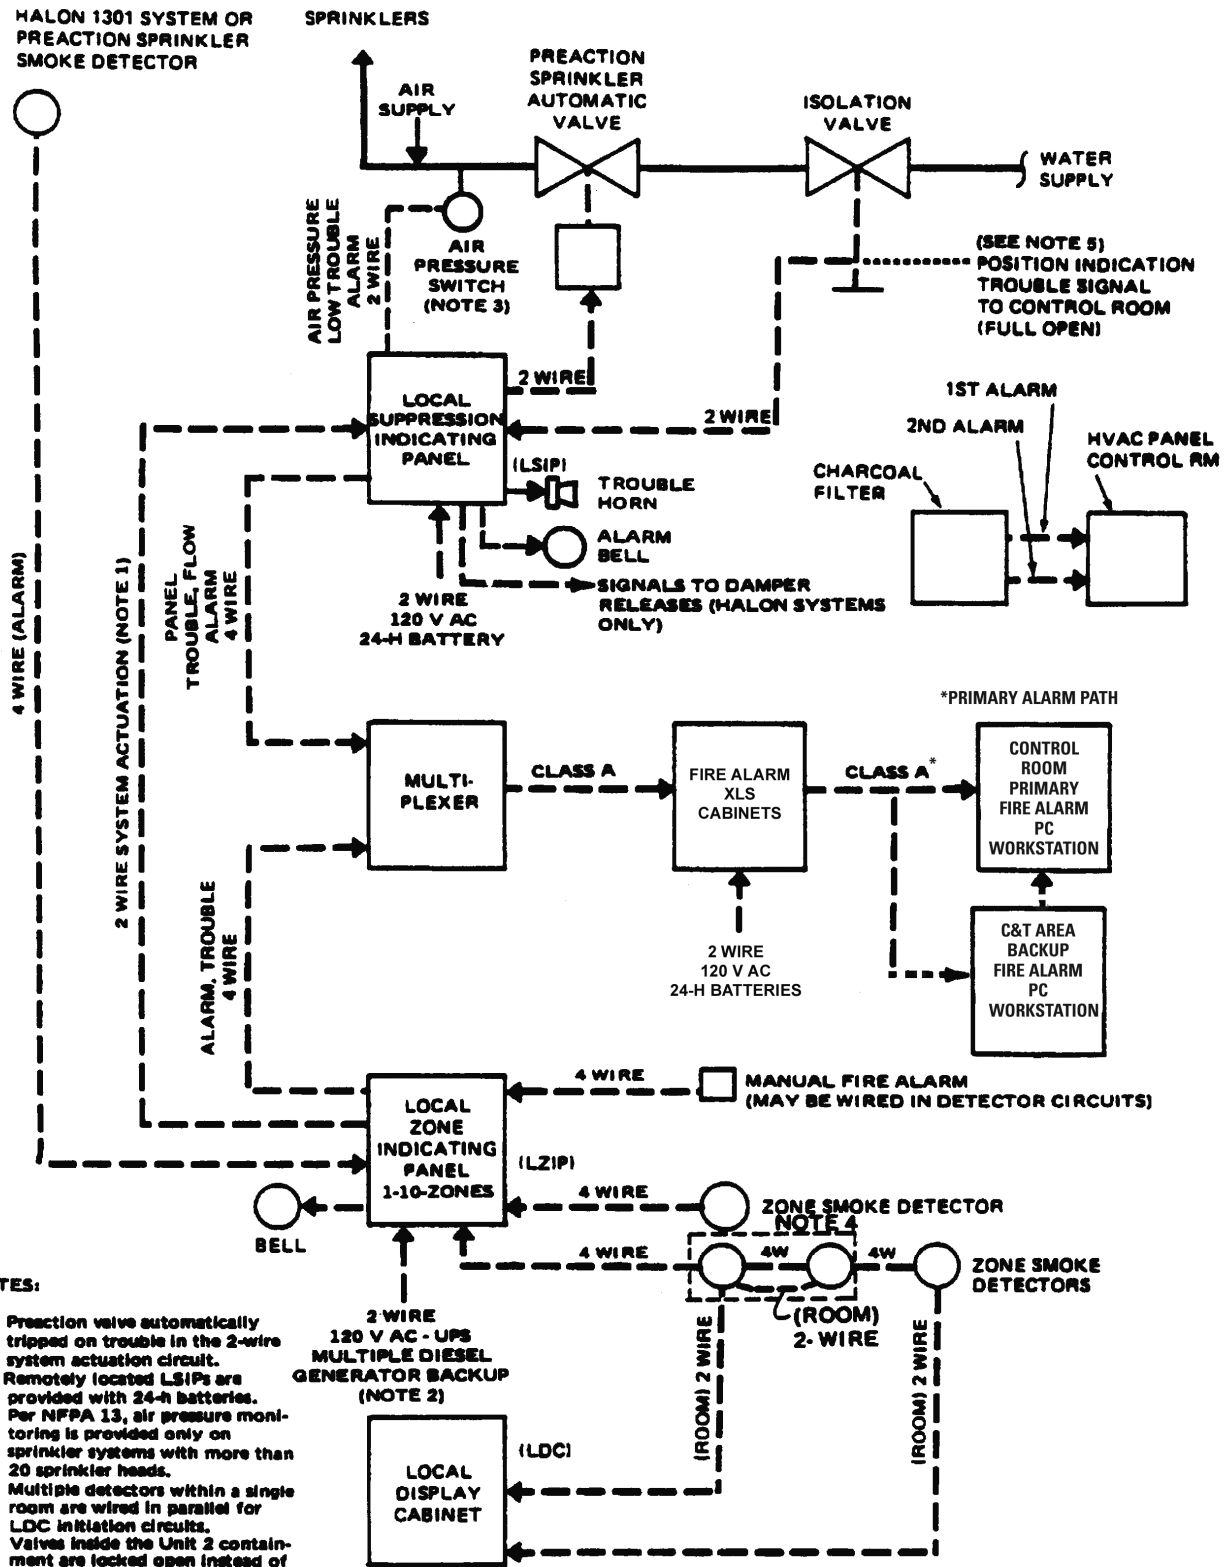 HALON 1301 SYSTEM OR
PREACTION SPRINKLER
SMOKE DETECTOR
SPRINKLERS
AIR
SUPPLY
PREACTION
SPRINKLER
AUTOMATIC
VALVE
ISOLATION
VALVE
WATER
SUPPLY
AIR PRESSURE
LOW TROUBLE
ALARM
2 WIRE
AIR
PRESSURE
SWITCH
(NOTE 3)
(SEE NOTE 5)
POSITION INDICATION
TROUBLE SIGNAL
TO CONTROL ROOM
(FULL OPEN)
2 WIRE
2 WIRE
LOCAL
SUPPRESSION
INDICATING
PANEL
(LSIP)
TROUBLE
HORN
ALARM
BELL
SIGNALS TO DAMPER
RELEASES (HALON SYSTEMS
ONLY)
2 WIRE
120 V AC
24-H BATTERY
1ST ALARM
2ND ALARM
CHARCOAL
FILTER
HVAC PANEL
CONTROL RM
4 WIRE (ALARM)
2 WIRE SYSTEM ACTUATION (NOTE 1)
PANEL
TROUBLE, FLOW
ALARM
4 WIRE
*PRIMARY ALARM PATH
MULTI-
PLEXER
CLASS A
FIRE ALARM
XLS
CABINETS
CLASS A*
CONTROL
ROOM
PRIMARY
FIRE ALARM
PC
WORKSTATION
C&T AREA
BACKUP
FIRE ALARM
PC
WORKSTATION
2 WIRE
120 V AC
24-H BATTERIES
ALARM, TROUBLE
4 WIRE
LOCAL
ZONE
INDICATING
PANEL
1-10-ZONES
(LZIP)
4 WIRE
MANUAL FIRE ALARM
(MAY BE WIRED IN DETECTOR CIRCUITS)
BELL
4 WIRE
ZONE SMOKE DETECTOR
NOTE 4
4 WIRE
4W
4W
ZONE SMOKE
DETECTORS
(ROOM)
2- WIRE
(ROOM) 2 WIRE
(ROOM) 2 WIRE
2 WIRE
120 V AC - UPS
MULTIPLE DIESEL
GENERATOR BACKUP
(NOTE 2)
LOCAL
DISPLAY
CABINET
(LDC)
TES:
Preaction valve automatically
tripped on trouble in the 2-wire
system actuation circuit.
Remotely located LSIPs are
provided with 24-h batteries.
Per NFPA 13, air pressure moni-
toring is provided only on
sprinkler systems with more than
20 sprinkler heads.
Multiple detectors within a single
room are wired in parallel for
LDC initiation circuits.
Valves inside the Unit 2 contain-
ment are locked open instead of